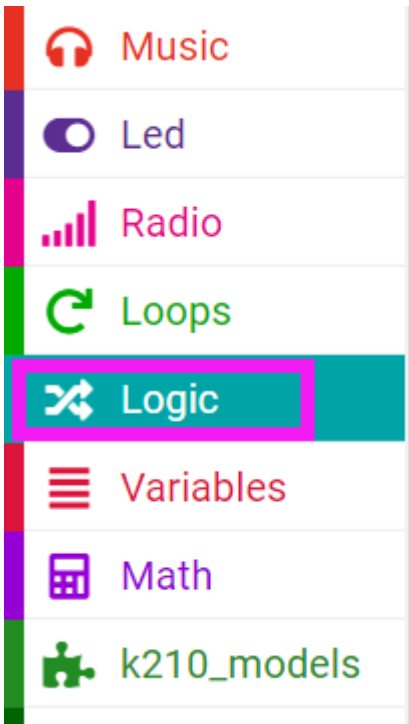 Music
Led
Radio
Loops
Logic
Variables
Math
k210_models